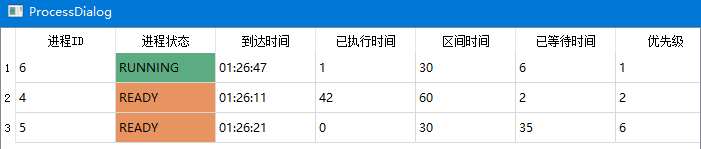 ProcessDialog
进程ID 进程状态 到达时间 已执行时间 区间时间 已等待时间 优先级
1 6 RUNNING 01:26:47 1 30 6 1
2 4 READY 01:26:11 42 60 2 2
3 5 READY 01:26:21 0 30 35 6